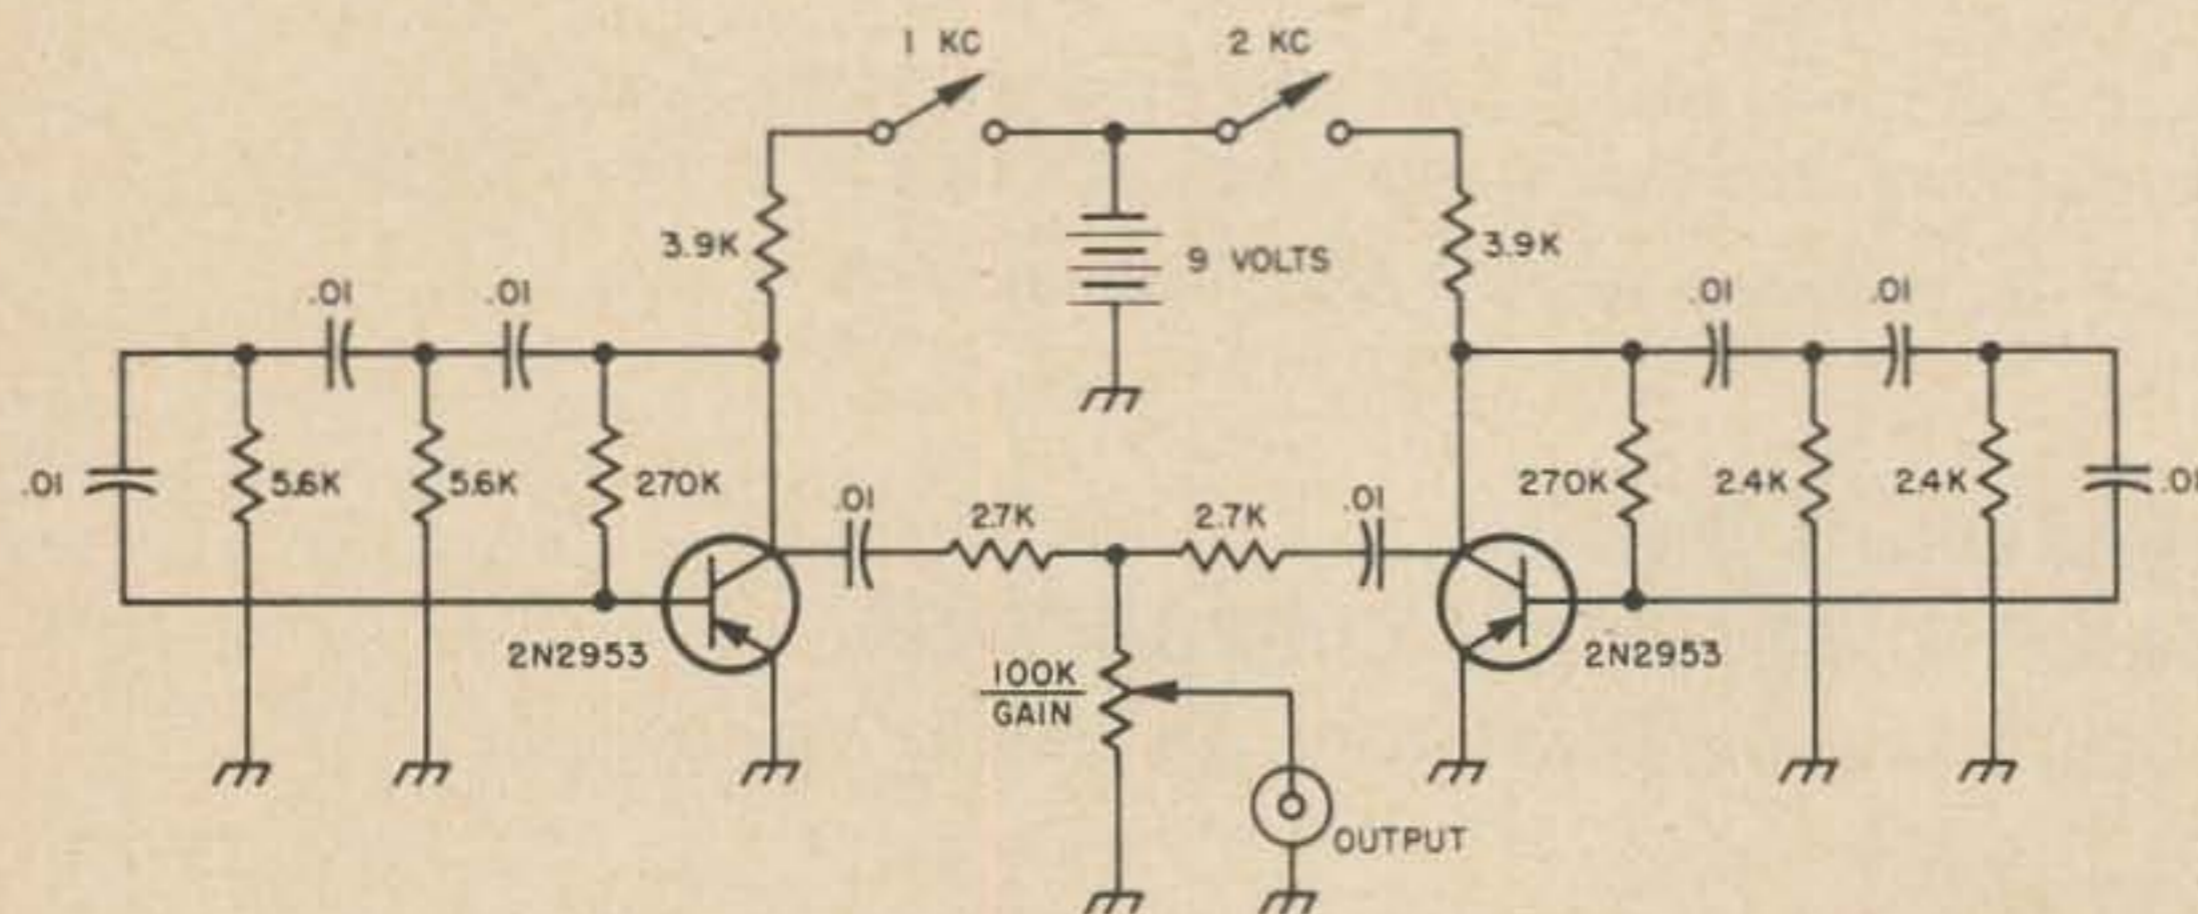 1 KC
2 KC
3.9K
9 VOLTS
3.9K
.01
.01
.01
.01
.01
5.6K
5.6K
270K
.01
2.7K
2.7K
.01
270K
2.4K
2.4K
.01
2N2953
100K
GAIN
2N2953
OUTPUT